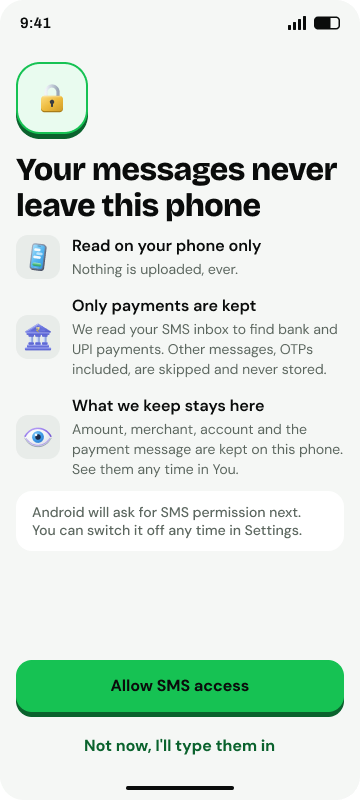 9:41
Your messages never
leave this phone
Read on your phone only
Nothing is uploaded, ever.
Only payments are kept
We read your SMS inbox to find bank and
UPI payments. Other messages, OTPs
included, are skipped and never stored.
What we keep stays here
Amount, merchant, account and the
payment message are kept on this phone.
See them any time in You.
Android will ask for SMS permission next.
You can switch it off any time in Settings.
Allow SMS access
Not now, I'll type them in